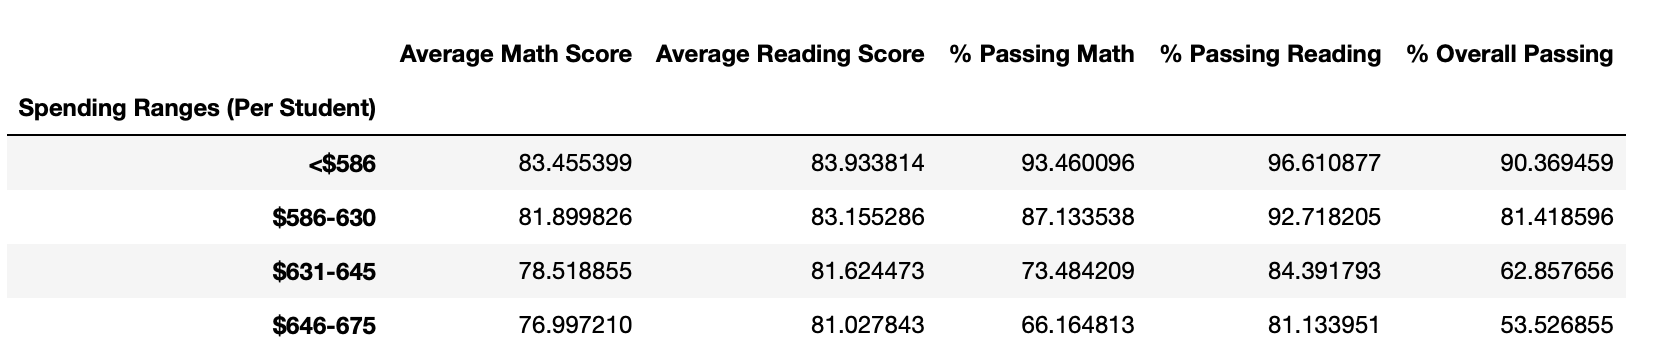 Average Math Score Average Reading Score % Passing Math % Passing Reading % Overall Passing
Spending Ranges (Per Student)
<$586 83.455399 83.933814 93.460096 96.610877 90.369459
$586-630 81.899826 83.155286 87.133538 92.718205 81.418596
$631-645 78.518855 81.624473 73.484209 84.391793 62.857656
$646-675 76.997210 81.027843 66.164813 81.133951 53.526855